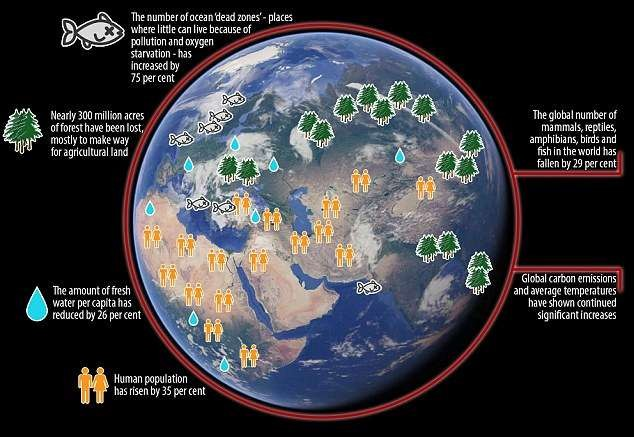 The number of ocean 'dead zones' - places
where little can live because of
pollution and oxygen
starvation - has
increased by
75 per cent
Nearly 300 million acres
of forest have been lost,
mostly to make way
for agricultural land
The global number of
mammals, reptiles,
amphibians, birds and
fish in the world has
fallen by 29 per cent
The amount of fresh
water per capita has
reduced by 26 per cent
Global carbon emissions
and average temperatures
have shown continued
significant increases
Human population
has risen by 35 per cent